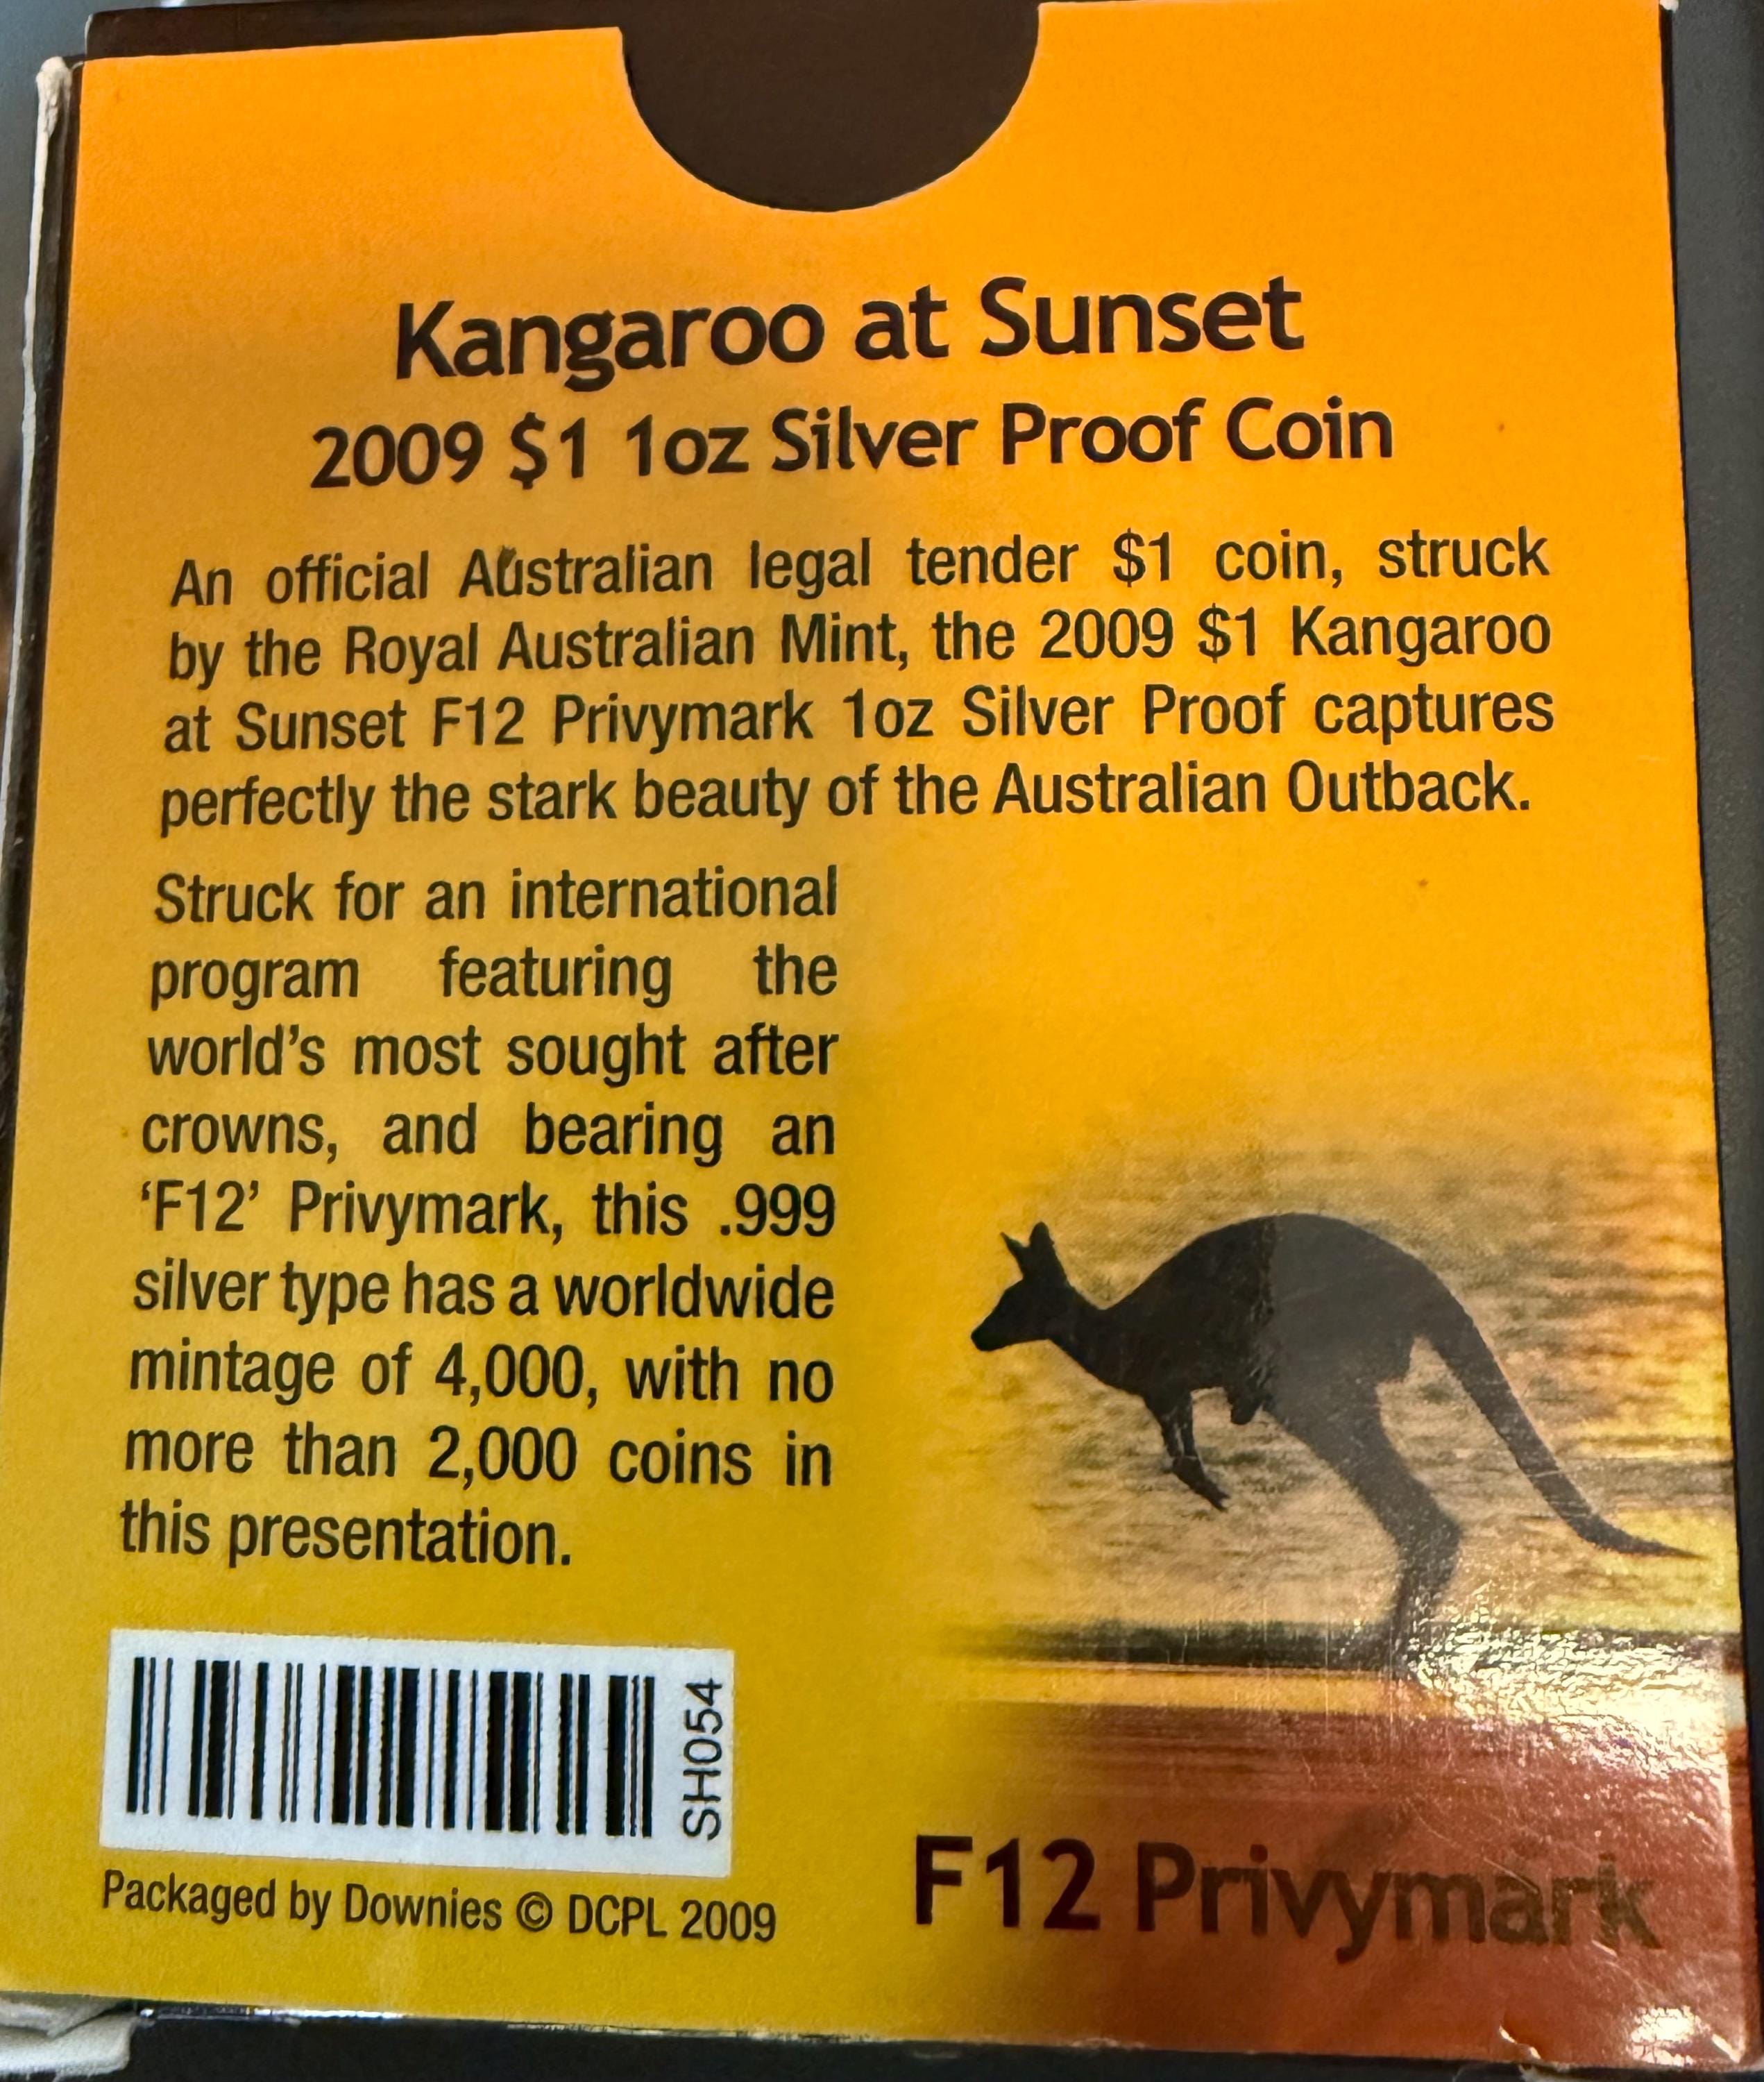 Kangaroo at Sunset
2009 $1 1oz Silver Proof Coin
An official Australian legal tender $1 coin, struck
by the Royal Australian Mint, the 2009 $1 Kangaroo
at Sunset F12 Privymark 1oz Silver Proof captures
perfectly the stark beauty of the Australian Outback.
Struck for an international
program featuring the
world's most sought after
crowns, and bearing an
‘F12’ Privymark, this .999
silver type has a worldwide
mintage of 4,000, with no
more than 2,000 coins in
this presentation.
SH054
Packaged by Downies © DCPL 2009
F12 Privymark